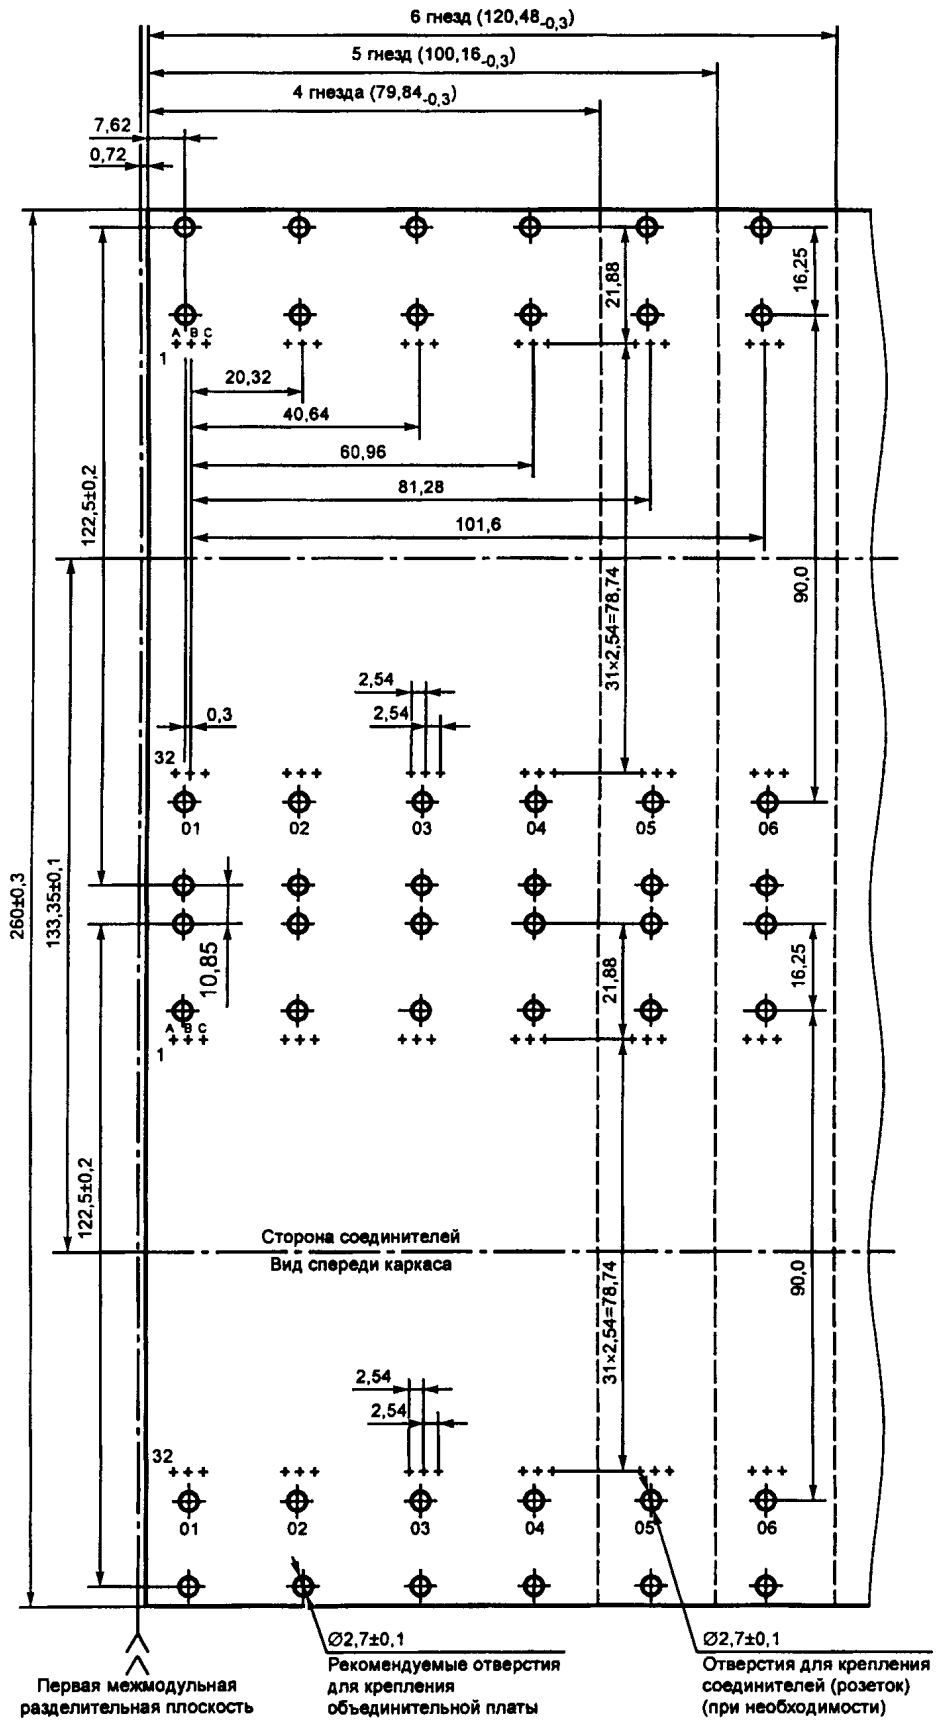 6 гнезд (120,48-0,3)
5 гнезд (100,16-0,3)
4 гнезда (79,84-0,3)
7,62
0,72
21,88
16,25
A B C
1
20,32
40,64
60,96
81,28
101,6
122,5±0,2
31×2,54=78,74
90,0
2,54
2,54
0,3
32
01 02 03 04 05 06
260±0,3
133,35±0,1
10,85
21,88
16,25
A B C
1
122,5±0,2
Сторона соединителей
Вид спереди каркаса
31×2,54=78,74
90,0
2,54
2,54
32
01 02 03 04 05 06
Первая межмодульная
разделительная плоскость
Ø2,7±0,1
Рекомендуемые отверстия
для крепления
объединительной платы
Ø2,7±0,1
Отверстия для крепления
соединителей (розеток)
(при необходимости)